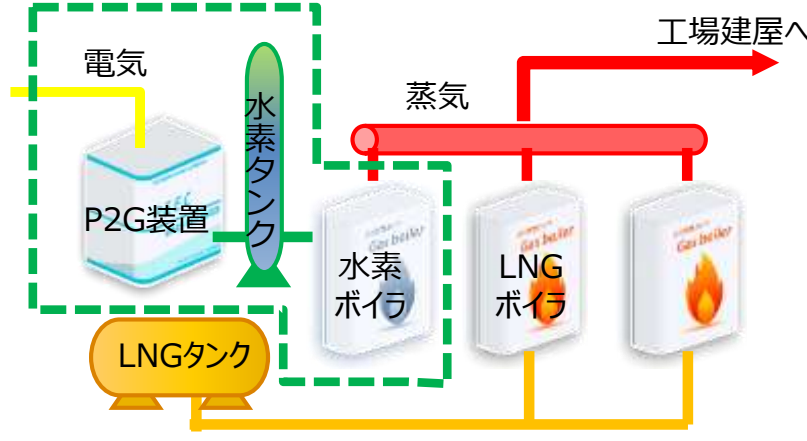 工場建屋へ
電気
蒸気
水素タンク
P2G装置
Gas boiler
水素
ボイラ
Gas boiler
LNG
ボイラ
Gas boiler
LNGタンク